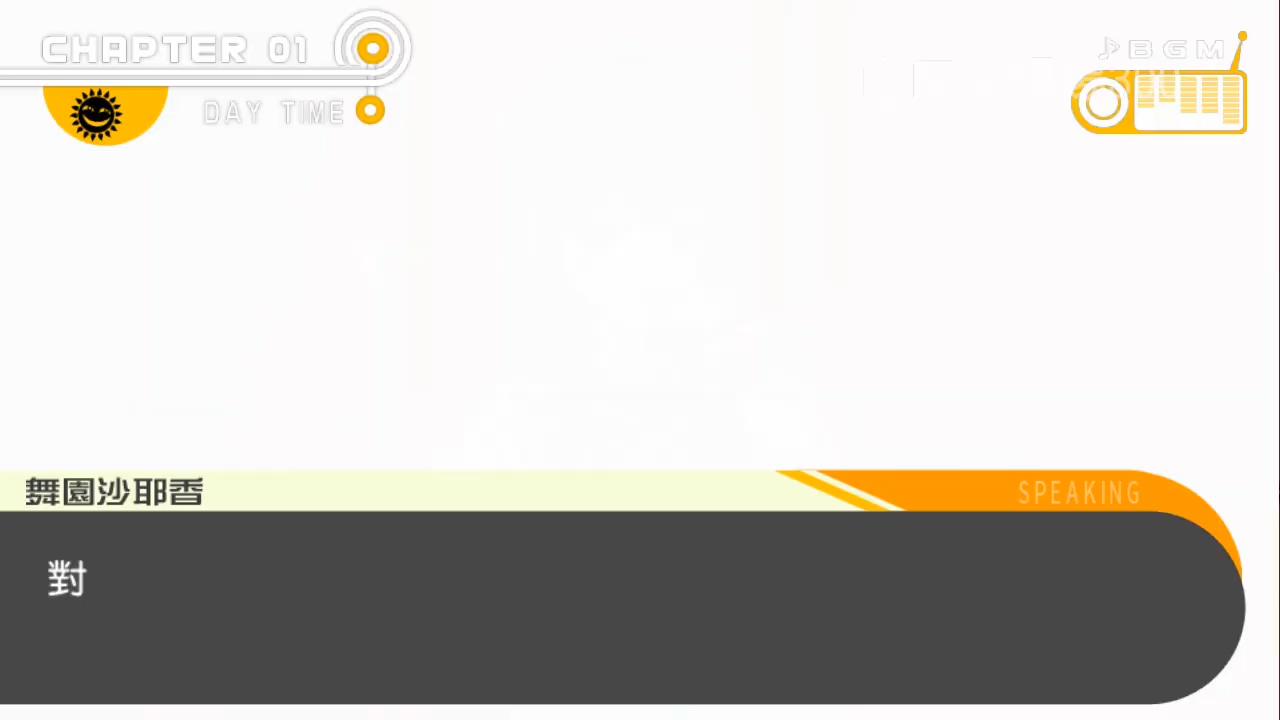 CHAPTER 01
BGM
DAY TIME
舞園沙耶香
SPEAKING
對